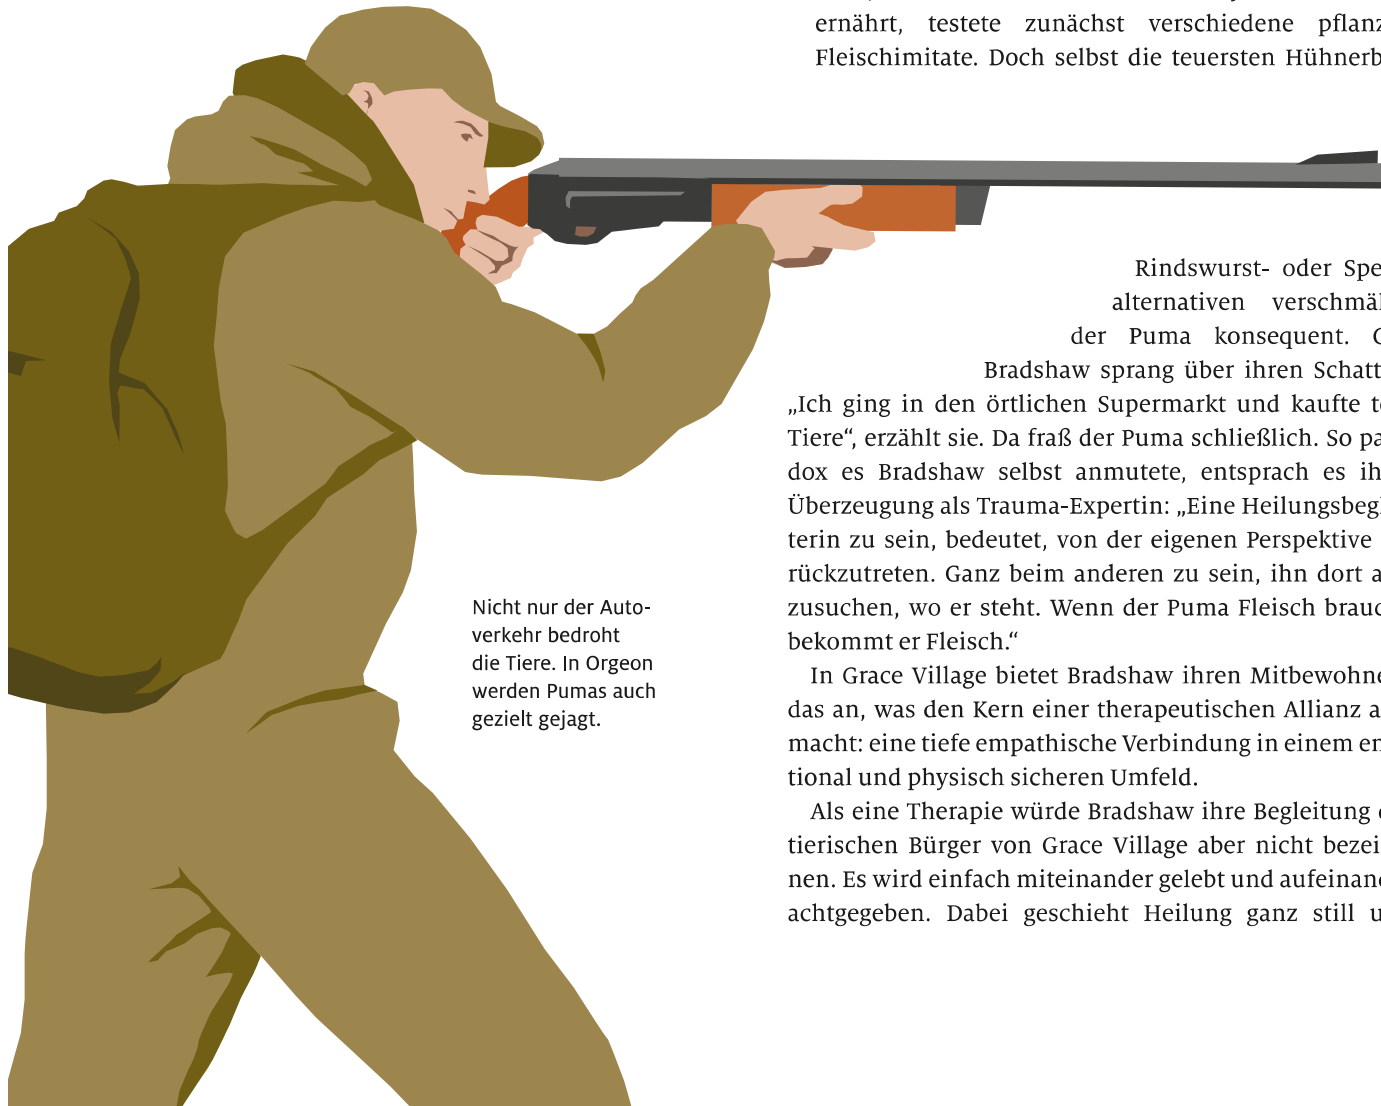 ernährt, testete zunächst verschiedene pflanz
Fleischimitate. Doch selbst die teuersten Hühnerb
Rindswurst- oder Spe
alternativen verschmäl
der Puma konsequent.
Bradshaw sprang über ihren Schatt
„Ich ging in den örtlichen Supermarkt und kaufte t
Tiere“, erzählt sie. Da fraß der Puma schließlich. So pa
dox es Bradshaw selbst anmutete, entsprach es ih
Überzeugung als Trauma-Expertin: „Eine Heilungsbegl
terin zu sein, bedeutet, von der eigenen Perspektive
rückzutreten. Ganz beim anderen zu sein, ihn dort a
zusuchen, wo er steht. Wenn der Puma Fleisch brauc
bekommt er Fleisch.“
Nicht nur der Auto-
verkehr bedroht
die Tiere. In Orgeon
werden Pumas auch
gezielt gejagt.
In Grace Village bietet Bradshaw ihren Mitbewohne
das an, was den Kern einer therapeutischen Allianz a
macht: eine tiefe empathische Verbindung in einem em
tional und physisch sicheren Umfeld.
Als eine Therapie würde Bradshaw ihre Begleitung
tierischen Bürger von Grace Village aber nicht bezei
nen. Es wird einfach miteinander gelebt und aufeinand
achtgegeben. Dabei geschieht Heilung ganz still u